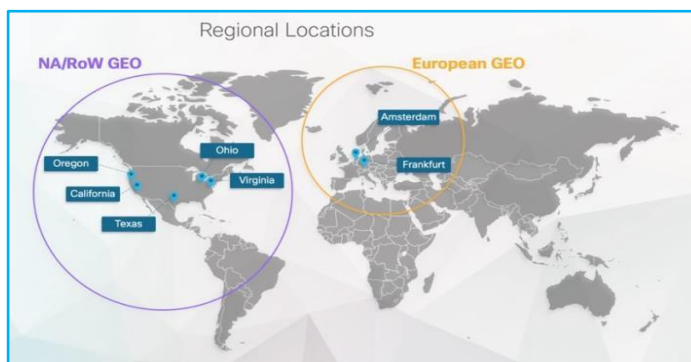 Regional Locations
NA/RoW GEO
European GEO
Amsterdam
Ohio
Oregon
Frankfurt
Virginia
California
Texas